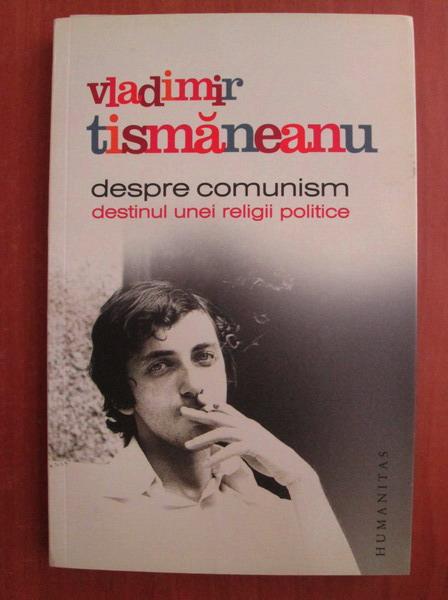 vladimir
tismăneanu
despre comunism
destinul unei religii politice
HUMANITAS